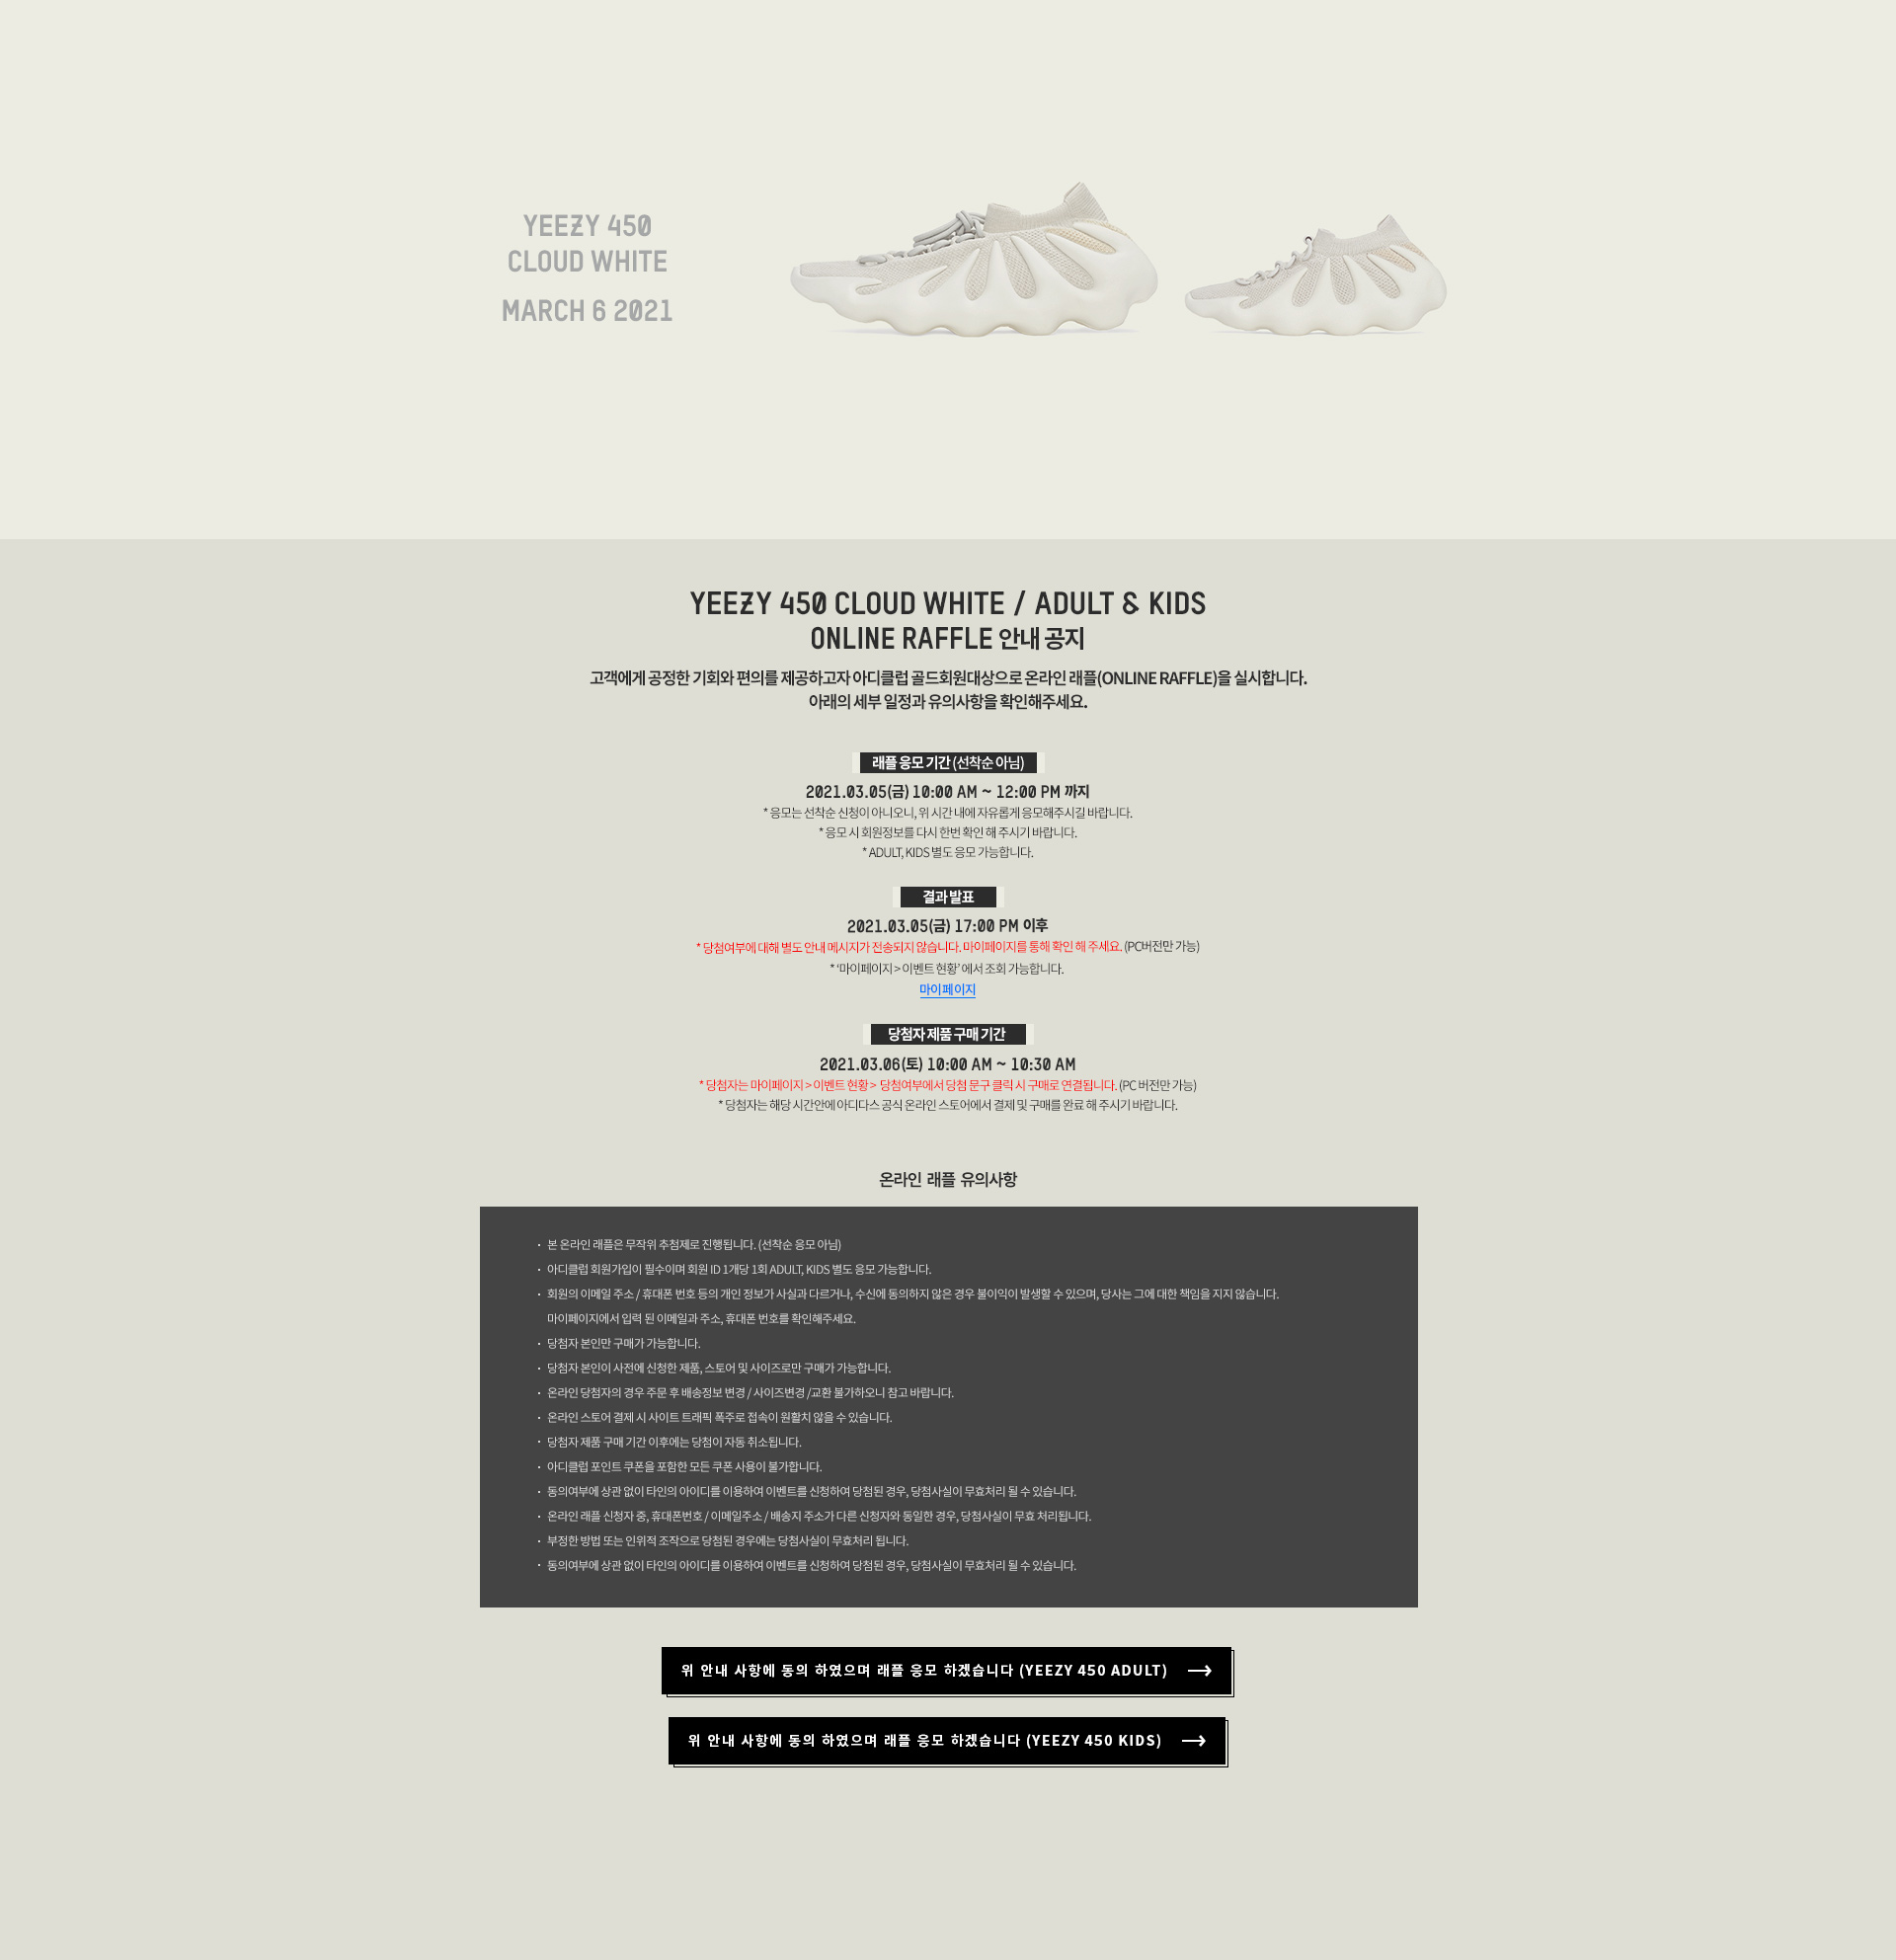 YEEZY 450
CLOUD WHITE
MARCH 6 2021
YEEZY 450 CLOUD WHITE / ADULT & KIDS
ONLINE RAFFLE 안내 공지
고객에게 공정한 기회와 편의를 제공하고자 아디클럽 골드회원대상으로 온라인 래플(ONLINE RAFFLE)을 실시합니다.
아래의 세부 일정과 유의사항을 확인해주세요.
래플 응모 기간 (선착순 아님)
2021.03.05(금) 10:00 AM ~ 12:00 PM 까지
* 응모는 선착순 신청이 아니오니, 위 시간 내에 자유롭게 응모해주시길 바랍니다.
* 응모 시 회원정보를 다시 한번 확인 해 주시기 바랍니다.
* ADULT, KIDS 별도 응모 가능합니다.
결과 발표
2021.03.05(금) 17:00 PM 이후
* 당첨여부에 대해 별도 안내 메시지가 전송되지 않습니다. 마이페이지를 통해 확인 해 주세요. (PC버전만 가능)
* ‘마이페이지 > 이벤트 현황’ 에서 조회 가능합니다.
마이페이지
당첨자 제품 구매 기간
2021.03.06(토) 10:00 AM ~ 10:30 AM
* 당첨자는 마이페이지 > 이벤트 현황 > 당첨여부에서 당첨 문구 클릭 시 구매로 연결됩니다. (PC 버전만 가능)
* 당첨자는 해당 시간안에 아디다스 공식 온라인 스토어에서 결제 및 구매를 완료 해 주시기 바랍니다.
온라인 래플 유의사항
· 본 온라인 래플은 무작위 추첨제로 진행됩니다. (선착순 응모 아님)
· 아디클럽 회원가입이 필수이며 회원 ID 1개당 1회 ADULT, KIDS 별도 응모 가능합니다.
· 회원의 이메일 주소 / 휴대폰 번호 등의 개인 정보가 사실과 다르거나, 수신에 동의하지 않은 경우 불이익이 발생할 수 있으며, 당사는 그에 대한 책임을 지지 않습니다.
마이페이지에서 입력 된 이메일과 주소, 휴대폰 번호를 확인해주세요.
· 당첨자 본인만 구매가 가능합니다.
· 당첨자 본인이 사전에 신청한 제품, 스토어 및 사이즈로만 구매가 가능합니다.
· 온라인 당첨자의 경우 주문 후 배송정보 변경 / 사이즈변경 /교환 불가하오니 참고 바랍니다.
· 온라인 스토어 결제 시 사이트 트래픽 폭주로 접속이 원활치 않을 수 있습니다.
· 당첨자 제품 구매 기간 이후에는 당첨이 자동 취소됩니다.
· 아디클럽 포인트 쿠폰을 포함한 모든 쿠폰 사용이 불가합니다.
· 동의여부에 상관 없이 타인의 아이디를 이용하여 이벤트를 신청하여 당첨된 경우, 당첨사실이 무효처리 될 수 있습니다.
· 온라인 래플 신청자 중, 휴대폰번호 / 이메일주소 / 배송지 주소가 다른 신청자와 동일한 경우, 당첨사실이 무효 처리됩니다.
· 부정한 방법 또는 인위적 조작으로 당첨된 경우에는 당첨사실이 무효처리 됩니다.
· 동의여부에 상관 없이 타인의 아이디를 이용하여 이벤트를 신청하여 당첨된 경우, 당첨사실이 무효처리 될 수 있습니다.
위 안내 사항에 동의 하였으며 래플 응모 하겠습니다 (YEEZY 450 ADULT)
위 안내 사항에 동의 하였으며 래플 응모 하겠습니다 (YEEZY 450 KIDS)